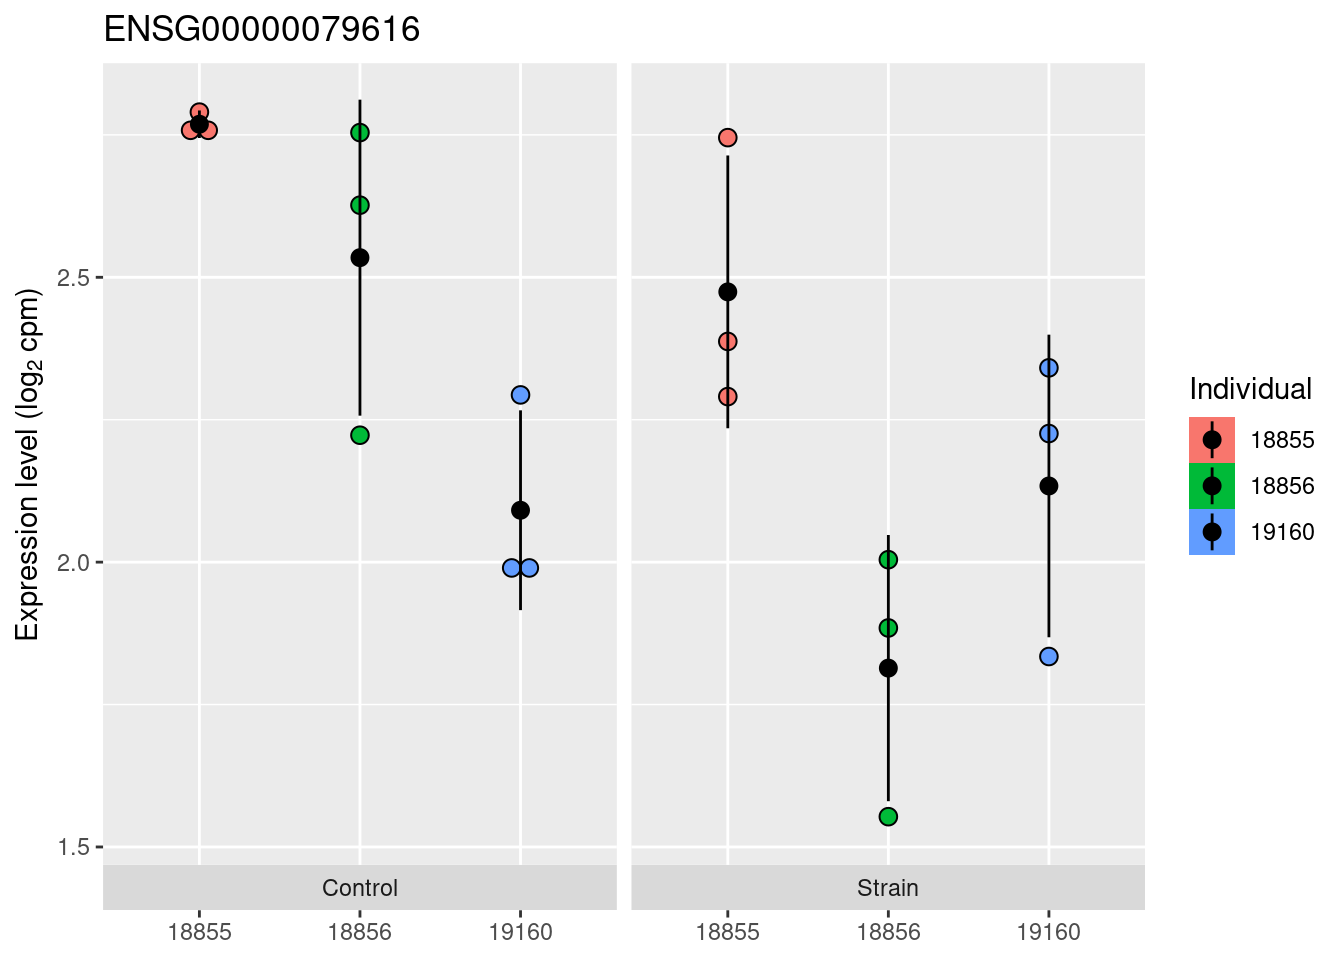 ENSG00000079616
Expression level (log₂ cpm)
2.5
2.0
1.5
Control
Strain
18855
18856
19160
18855
18856
19160
Individual
18855
18856
19160